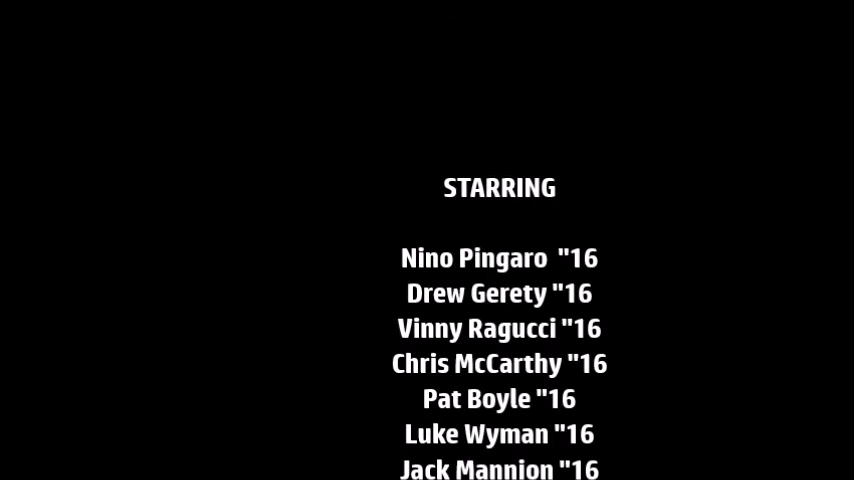 STARRING
Nino Pingaro  "16
Drew Gerety "16
Vinny Ragucci "16
Chris McCarthy "16
Pat Boyle "16
Luke Wyman "16
Jack Mannion "16